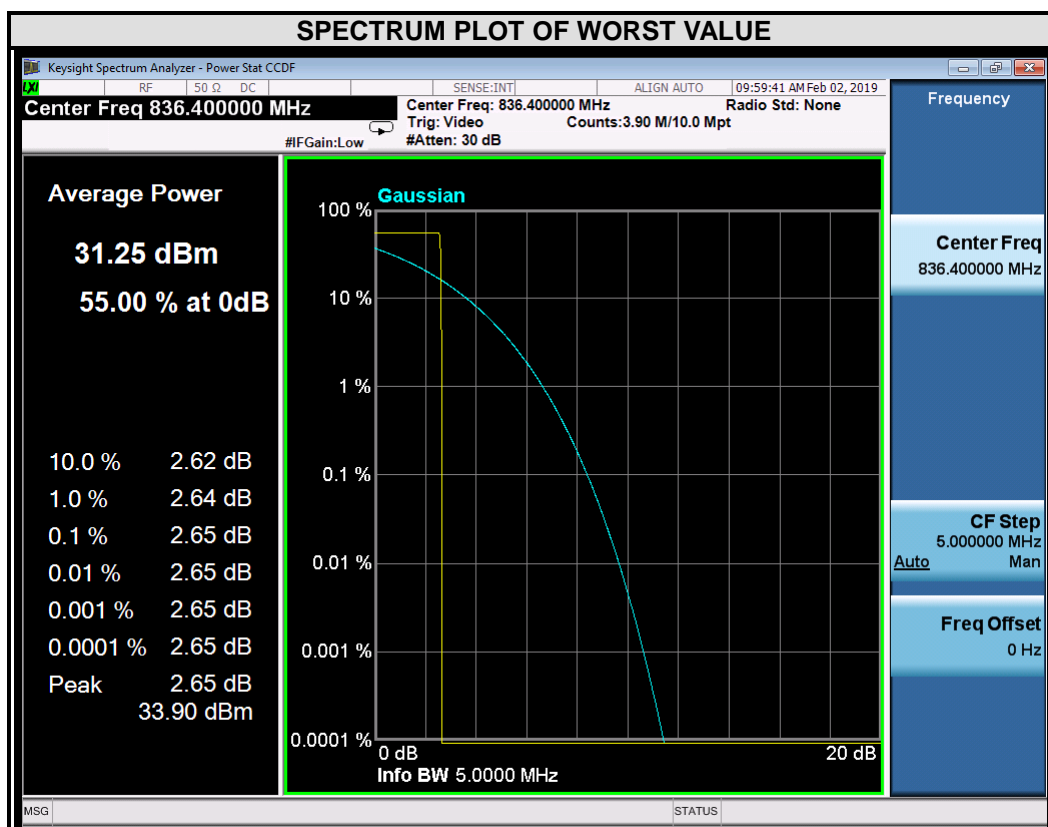 SPECTRUM PLOT OF WORST VALUE
Keysight Spectrum Analyzer - Power Stat CCDF
LXI RF 50 Ω DC SENSE:INT ALIGN AUTO 09:59:41 AM Feb 02, 2019
Center Freq 836.400000 MHz
Center Freq: 836.400000 MHz Radio Std: None
Trig: Video Counts:3.90 M/10.0 Mpt
#IFGain:Low #Atten: 30 dB
Frequency
Average Power
31.25 dBm
55.00 % at 0dB
10.0 % 2.62 dB
1.0 % 2.64 dB
0.1 % 2.65 dB
0.01 % 2.65 dB
0.001 % 2.65 dB
0.0001 % 2.65 dB
Peak 2.65 dB
33.90 dBm
Gaussian
100 %
10 %
1 %
0.1 %
0.01 %
0.001 %
0.0001 %
0 dB 20 dB
Info BW 5.0000 MHz
Center Freq
836.400000 MHz
CF Step
5.000000 MHz
Auto Man
Freq Offset
0 Hz
MSG STATUS